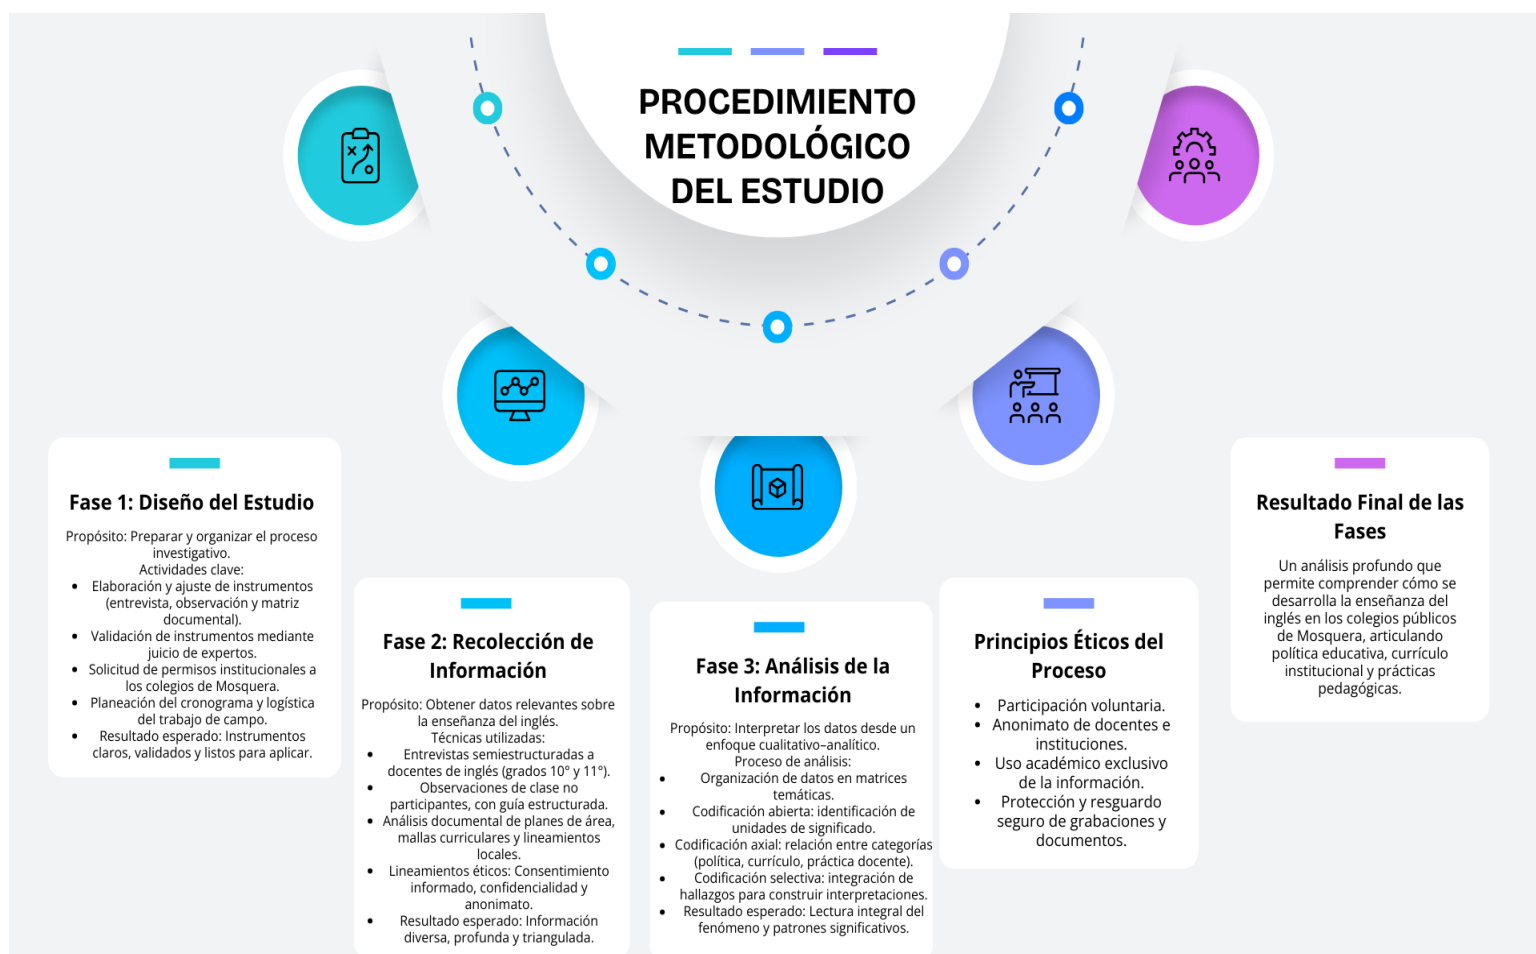 PROCEDIMIENTO
METODOLÓGICO
DEL ESTUDIO
Fase 1: Diseño del Estudio
Propósito: Preparar y organizar el proceso
investigativo.
Actividades clave:
• Elaboración y ajuste de instrumentos
(entrevista, observación y matriz
documental).
• Validación de instrumentos mediante
juicio de expertos.
• Solicitud de permisos institucionales a
los colegios de Mosquera.
• Planeación del cronograma y logística
del trabajo de campo.
• Resultado esperado: Instrumentos
claros, validados y listos para aplicar.
Fase 2: Recolección de
Información
Propósito: Obtener datos relevantes sobre
la enseñanza del inglés.
Técnicas utilizadas:
• Entrevistas semiestructuradas a
docentes de inglés (grados 10° y 11°).
• Observaciones de clase no
participantes, con guía estructurada.
• Análisis documental de planes de área,
mallas curriculares y lineamientos
locales.
• Lineamientos éticos: Consentimiento
informado, confidencialidad y
anonimato.
• Resultado esperado: Información
diversa, profunda y triangulada.
Fase 3: Análisis de la
Información
Propósito: Interpretar los datos desde un
enfoque cualitativo–analítico.
Proceso de análisis:
• Organización de datos en matrices
temáticas.
• Codificación abierta: identificación de
unidades de significado.
• Codificación axial: relación entre categorías
(política, currículo, práctica docente).
• Codificación selectiva: integración de
hallazgos para construir interpretaciones.
• Resultado esperado: Lectura integral del
fenómeno y patrones significativos.
Principios Éticos del
Proceso
• Participación voluntaria.
• Anonimato de docentes e
instituciones.
• Uso académico exclusivo
de la información.
• Protección y resguardo
seguro de grabaciones y
documentos.
Resultado Final de las
Fases
Un análisis profundo que
permite comprender cómo se
desarrolla la enseñanza del
inglés en los colegios públicos
de Mosquera, articulando
política educativa, currículo
institucional y prácticas
pedagógicas.